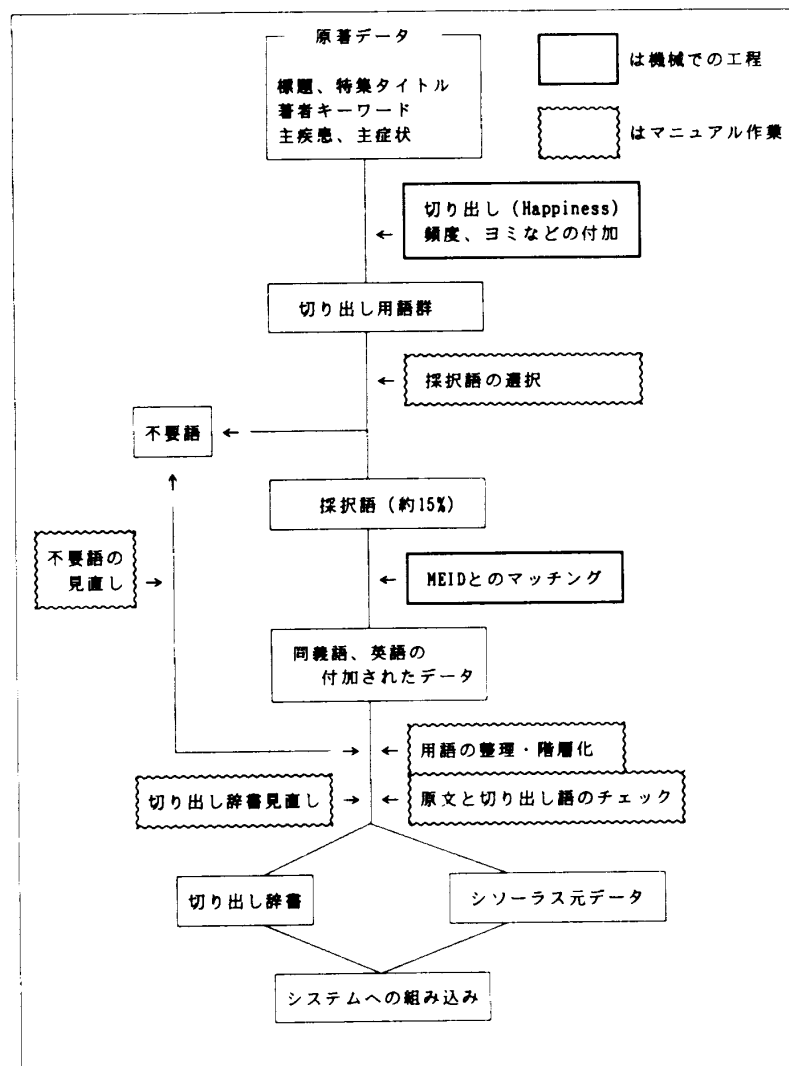 原著データ
標題、特集タイトル
著者キーワード
主疾患、主症状
は機械での工程
はマニュアル作業
切り出し (Happiness)
頻度、ヨミなどの付加
切り出し用語群
採択語の選択
不要語
採択語 (約15%)
不要語の
見直し
MEIDとのマッチング
同義語、英語の
付加されたデータ
用語の整理・階層化
切り出し辞書見直し
原文と切り出し語のチェック
切り出し辞書
シソーラス元データ
システムへの組み込み